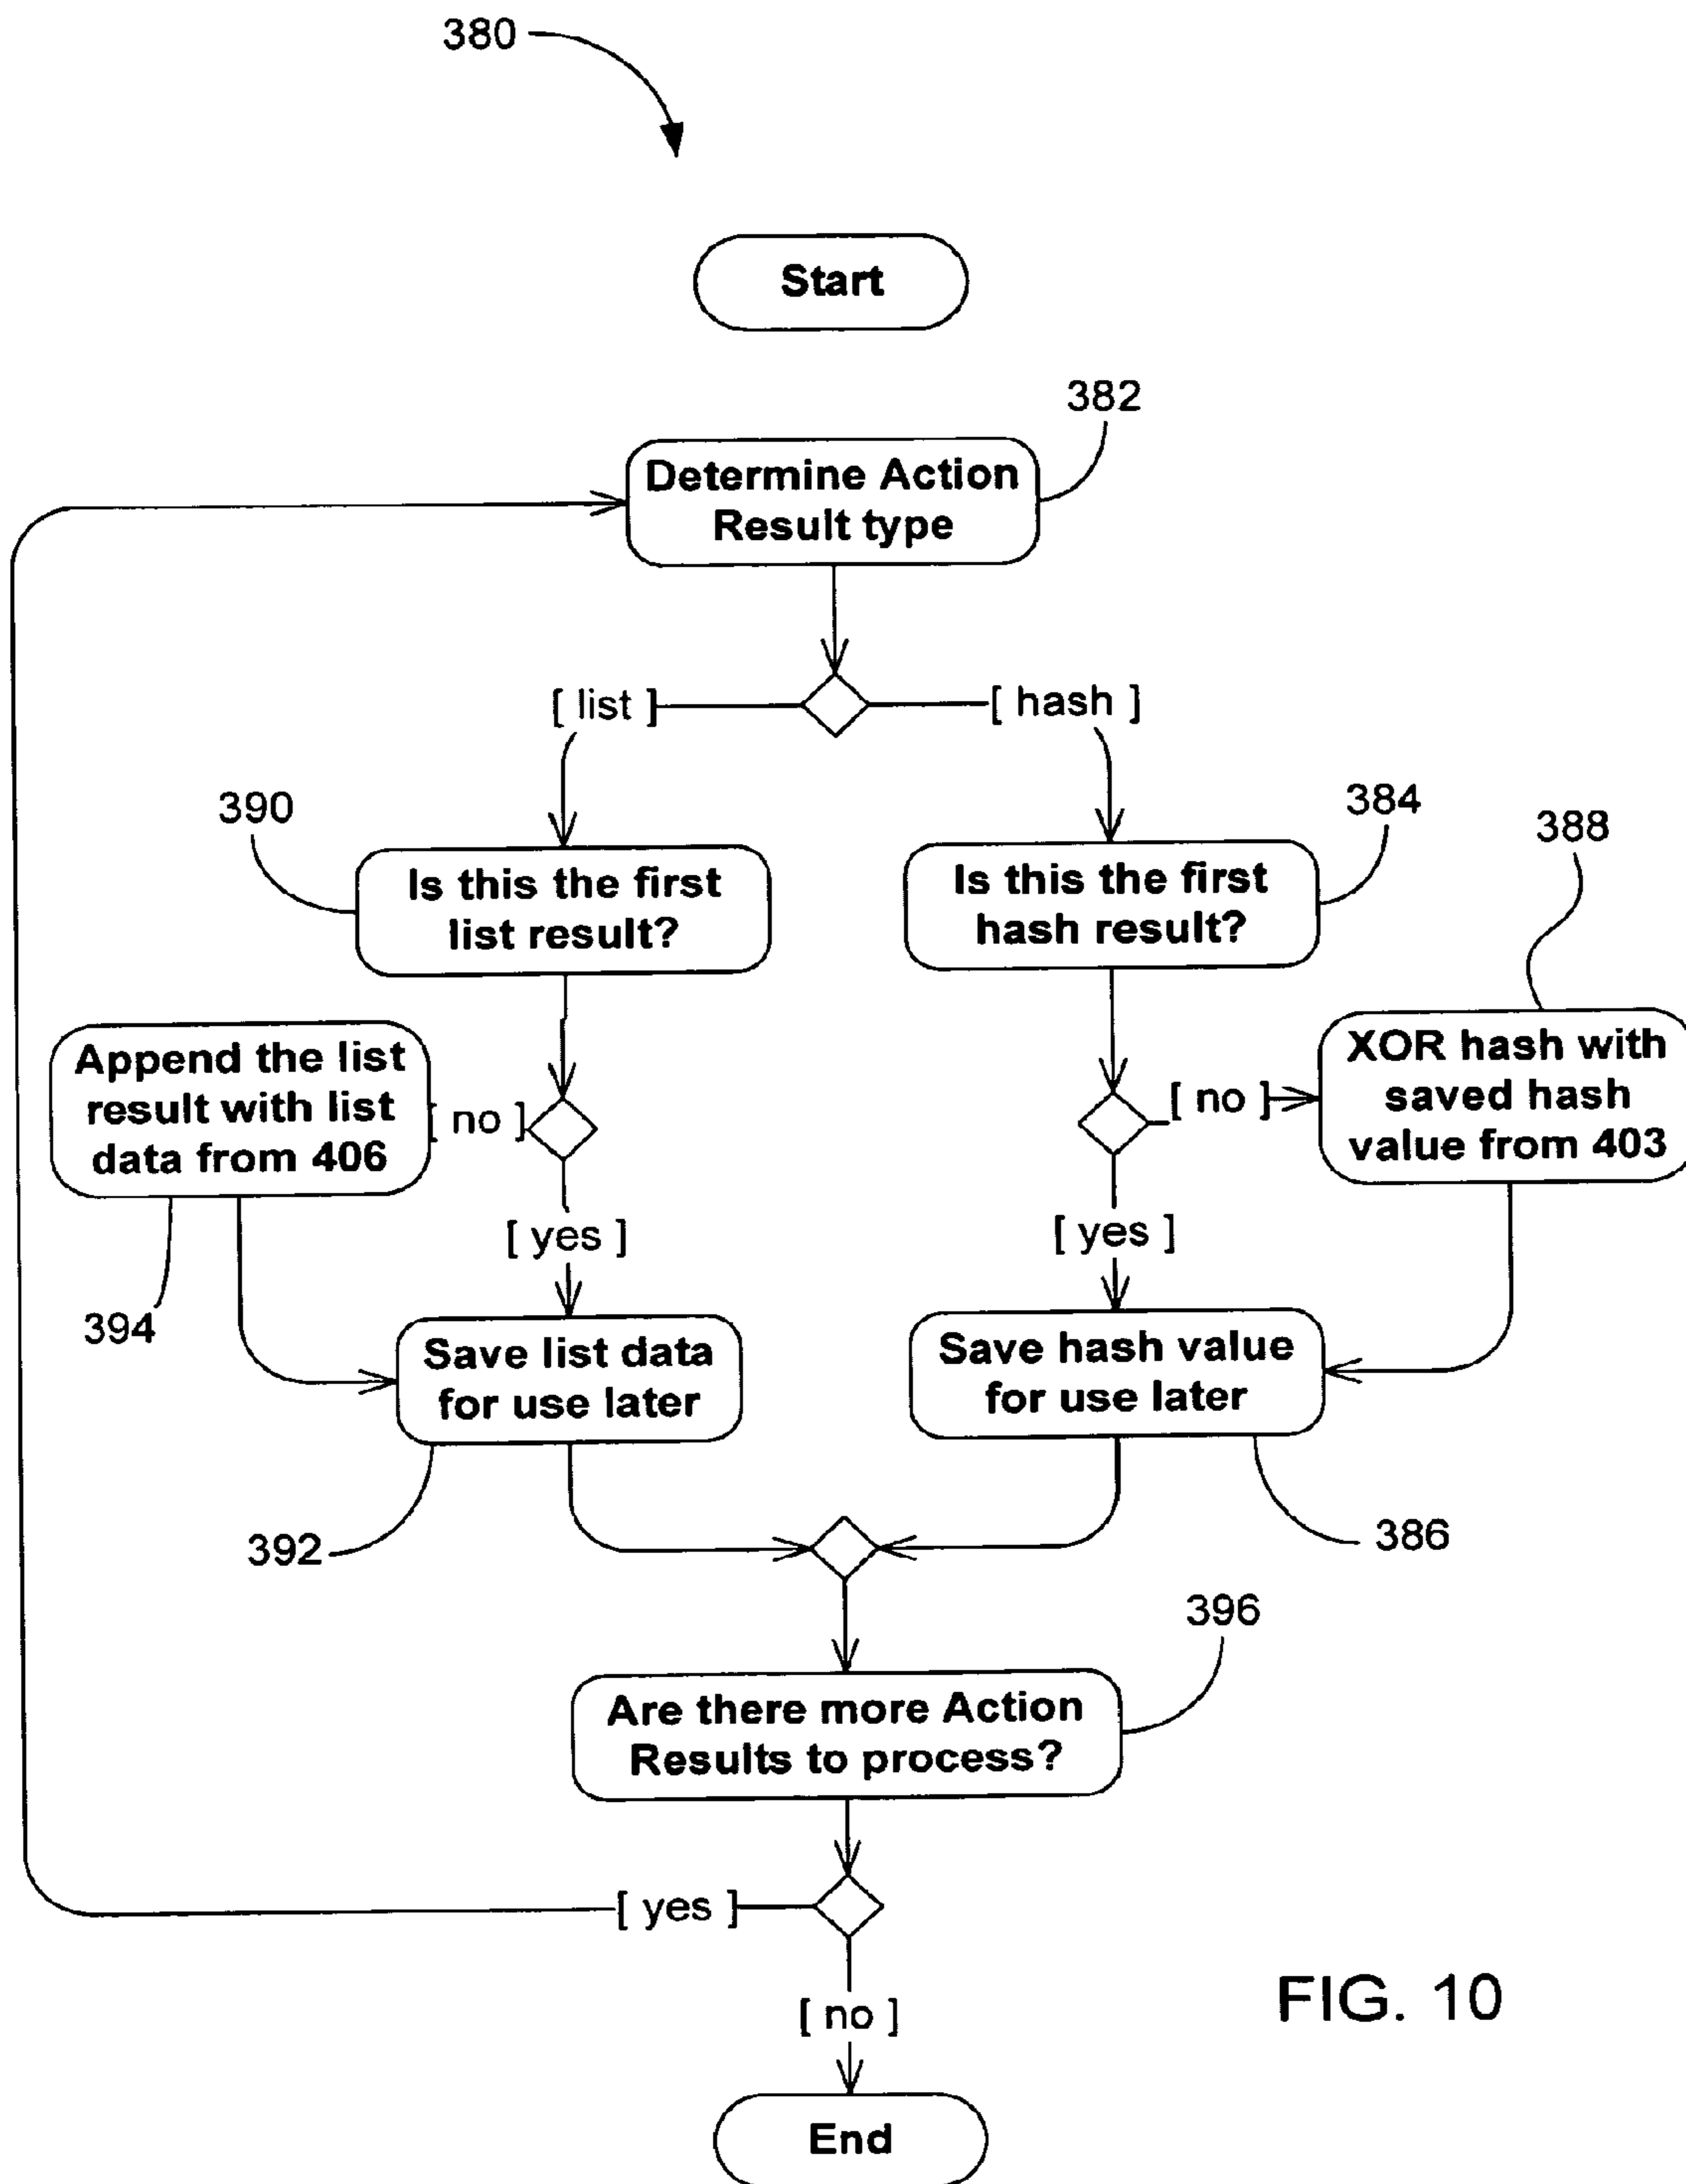 380
Start
382
Determine Action
Result type
[ list ]
[ hash ]
390
384
388
Is this the first
list result?
Is this the first
hash result?
Append the list
result with list
data from 406
[ no ]
[ no ]
XOR hash with
saved hash
value from 403
[ yes ]
[ yes ]
394
Save list data
for use later
Save hash value
for use later
392
386
396
Are there more Action
Results to process?
[ yes ]
[ no ]
FIG. 10
End